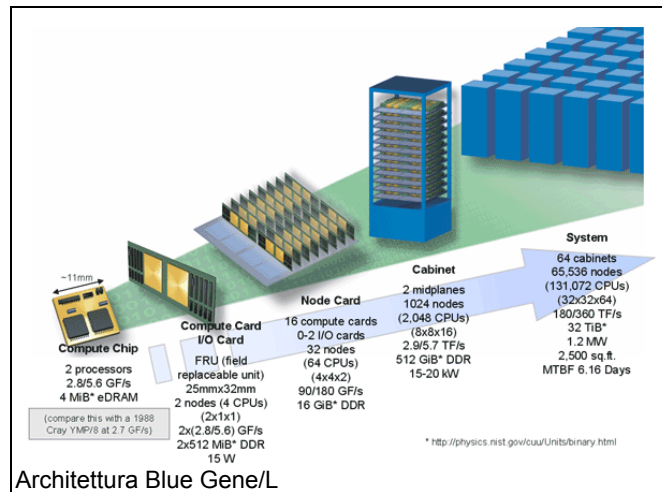 ~11mm
Compute Chip
2 processors
2.8/5.6 GF/s
4 MiB* eDRAM
(compare this with a 1988
Cray YMP/8 at 2.7 GF/s)
Compute Card
I/O Card
FRU (field
replaceable unit)
25mmx32mm
2 nodes (4 CPUs)
(2x1x1)
2x(2.8/5.6) GF/s
2x512 MiB* DDR
15 W
Node Card
16 compute cards
0-2 I/O cards
32 nodes
(64 CPUs)
(4x4x2)
90/180 GF/s
16 GiB* DDR
Cabinet
2 midplanes
1024 nodes
(2,048 CPUs)
(8x8x16)
2.9/5.7 TF/s
512 GiB* DDR
15-20 kW
System
64 cabinets
65,536 nodes
(131,072 CPUs)
(32x32x64)
180/360 TF/s
32 TiB*
1.2 MW
2,500 sq.ft.
MTBF 6.16 Days
* http://physics.nist.gov/cuu/Units/binary.html
Architettura Blue Gene/L